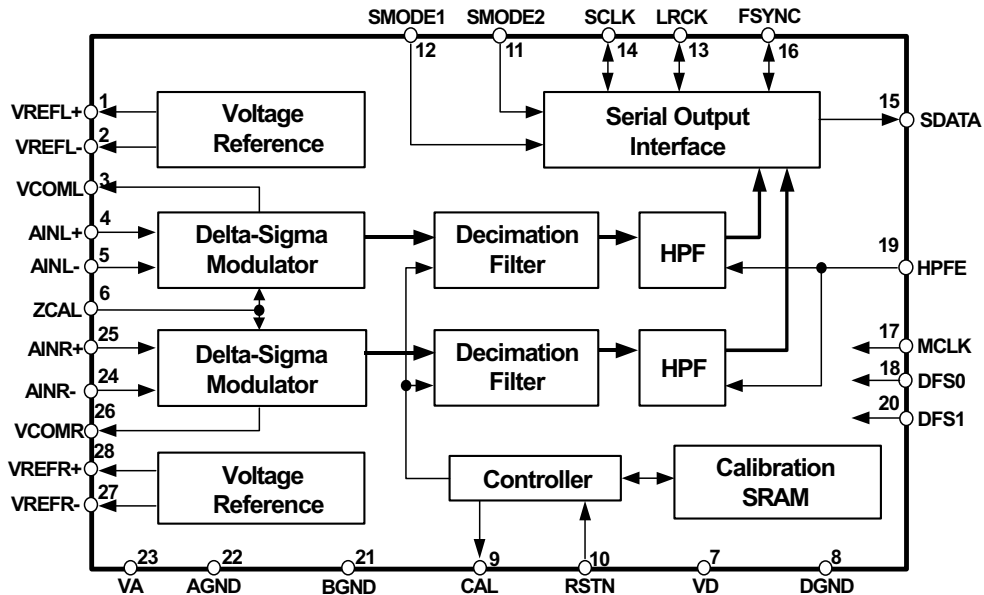 SMODE1
SMODE2
SCLK
LRCK
FSYNC
12
11
14
13
16
VREFL+
1
VREFL-
2
VCOML
3
AINL+
4
AINL-
5
ZCAL
6
AINR+
25
AINR-
24
VCOMR
26
VREFR+
28
VREFR-
27
Voltage
Reference
Serial Output
Interface
15
SDATA
Delta-Sigma
Modulator
Decimation
Filter
HPF
19
HPFE
Delta-Sigma
Modulator
Decimation
Filter
HPF
17
MCLK
18
DFS0
20
DFS1
Voltage
Reference
Controller
Calibration
SRAM
23
22
21
9
10
7
8
VA
AGND
BGND
CAL
RSTN
VD
DGND